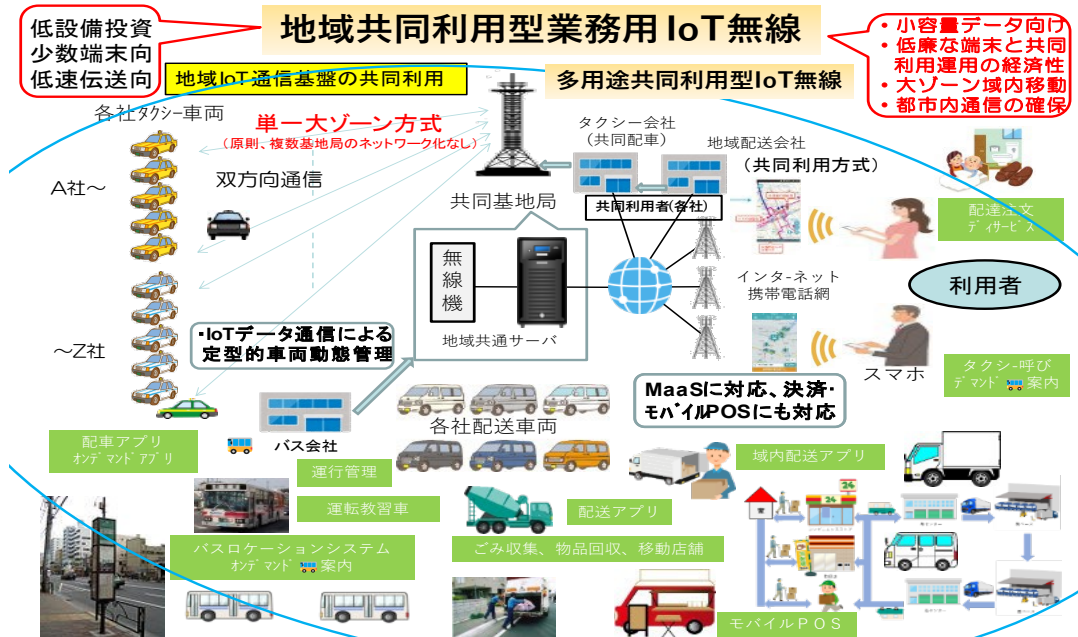 低設備投資
少数端末向
低速伝送向
地域共同利用型業務用IoT無線
・小容量データ向け
・低廉な端末と共同
利用運用の経済性
・大ゾーン域内移動
・都市内通信の確保
地域IoT通信基盤の共同利用
多用途共同利用型IoT無線
各社タクシー車両
単一大ゾーン方式
(原則、複数基地局のネットワーク化なし)
双方向通信
A社～
～Z社
共同基地局
タクシー会社
(共同配車)
地域配送会社
(共同利用方式)
共同利用者(各社)
無線機
地域共通サーバ
インタ-ネット
携帯電話網
配達注文
デイサービス
利用者
スマホ
タクシ-呼び
デマンド 案内
・IoTデータ通信による
定型的車両動態管理
MaaSに対応、決済・
モバイルPOSにも対応
バス会社
各社配送車両
配車アプリ
オンデマンドアプリ
運行管理
運転教習車
バスロケーションシステム
オンデマンド 案内
配送アプリ
ごみ収集、物品回収、移動店舗
域内配送アプリ
24
24
モバイルPOS